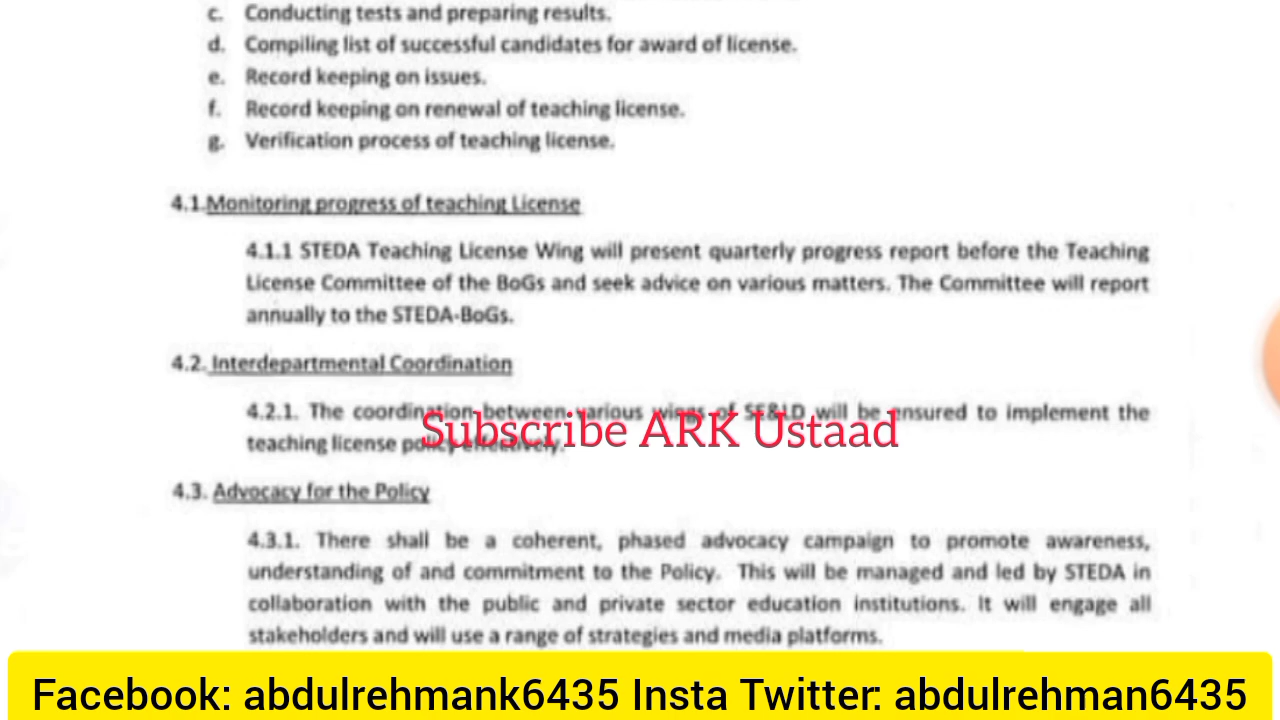 c. Conducting tests and preparing results.
d. Compiling list of successful candidates for award of license.
e. Record keeping on issues.
f. Record keeping on renewal of teaching license.
g. Verification process of teaching license.
4.1.Monitoring progress of teaching License
4.1.1 STEDA Teaching License Wing will present quarterly progress report before the Teaching
License Committee of the BoGs and seek advice on various matters. The Committee will report
annually to the STEDA-BoGs.
4.2. Interdepartmental Coordination
4.2.1. The coordination between various wings of SE&LD will be ensured to implement the
Subscribe ARK Ustaad
teaching license policy effectively.
4.3. Advocacy for the Policy
4.3.1. There shall be a coherent, phased advocacy campaign to promote awareness,
understanding of and commitment to the Policy. This will be managed and led by STEDA in
collaboration with the public and private sector education institutions. It will engage all
stakeholders and will use a range of strategies and media platforms.
Facebook: abdulrehmank6435 Insta Twitter: abdulrehman6435